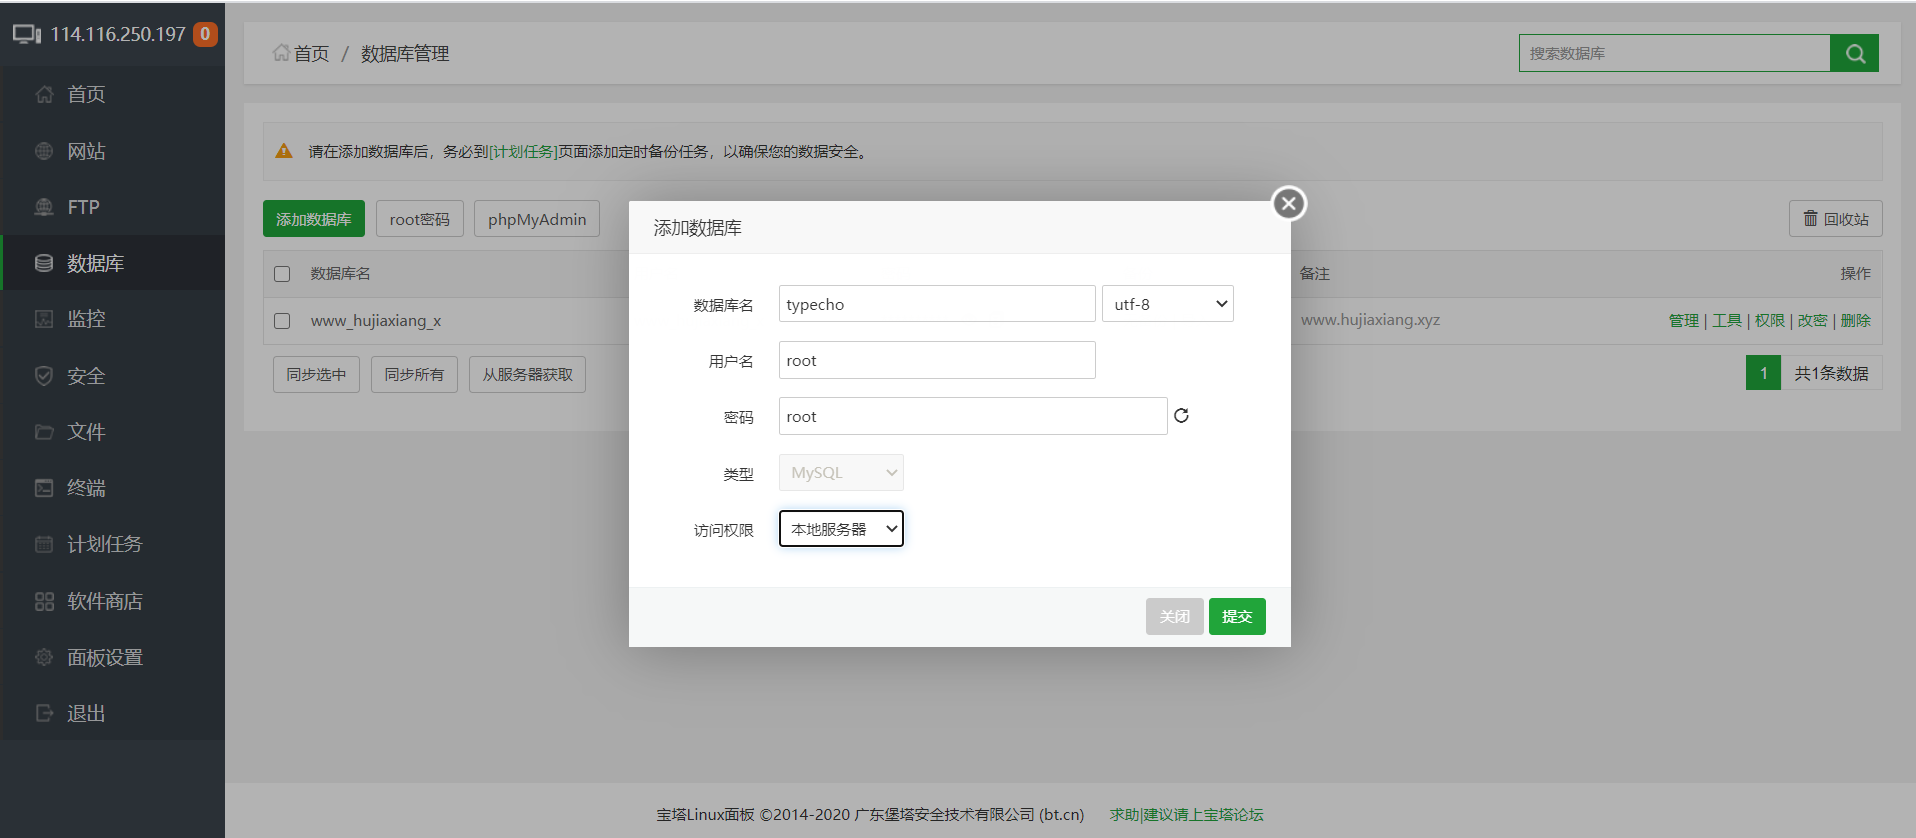 114.116.250.197 0
首页
网站
FTP
数据库
监控
安全
文件
终端
计划任务
软件商店
面板设置
退出
首页 / 数据库管理
搜索数据库
请在添加数据库后，务必到[计划任务]页面添加定时备份任务，以确保您的数据安全。
添加数据库 root密码 phpMyAdmin 回收站
数据库名 备注 操作
www_hujiaxiang_x www.hujiaxiang.xyz 管理 | 工具 | 权限 | 改密 | 删除
同步选中 同步所有 从服务器获取 1 共1条数据
添加数据库
数据库名 typecho utf-8
用户名 root
密码 root
类型 MySQL
访问权限 本地服务器
关闭 提交
宝塔Linux面板 ©2014-2020 广东堡塔安全技术有限公司 (bt.cn) 求助|建议请上宝塔论坛